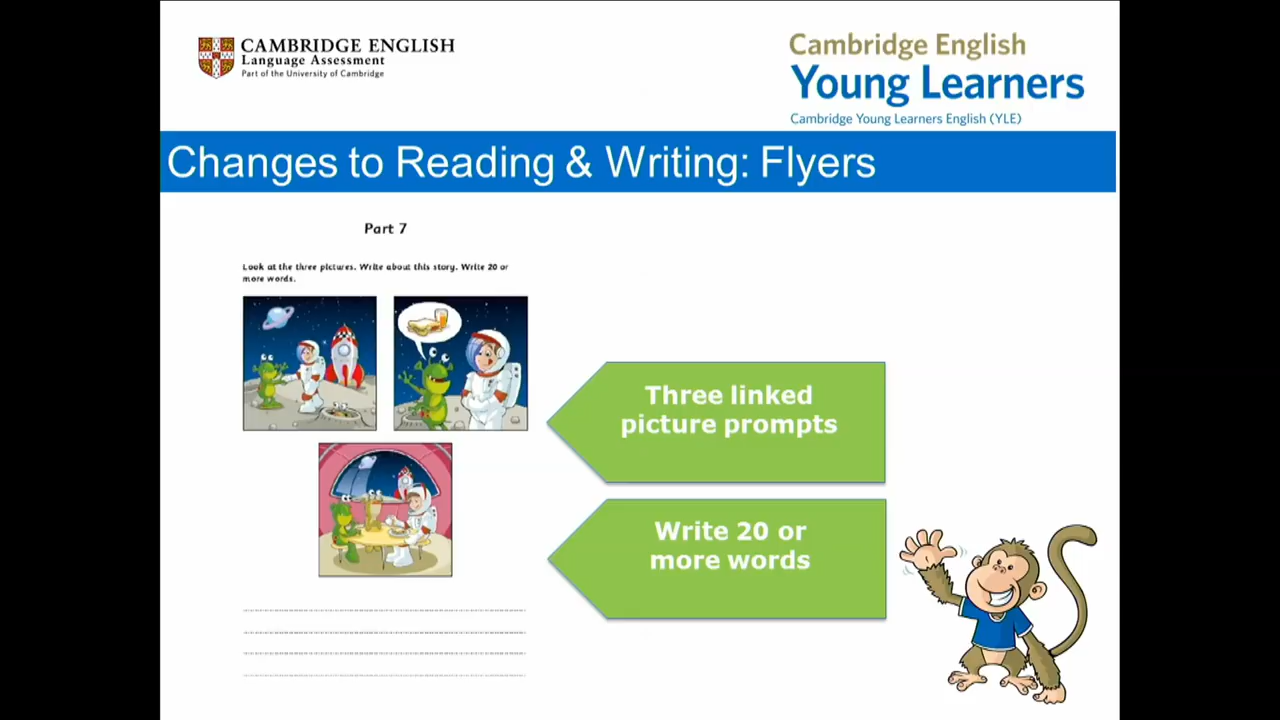 CAMBRIDGE ENGLISH
Language Assessment
Part of the University of Cambridge
Cambridge English
Young Learners
Cambridge Young Learners English (YLE)
Changes to Reading & Writing: Flyers
Part 7
Look at the three pictures. Write about this story. Write 20 or
more words.
Three linked
picture prompts
Write 20 or
more words